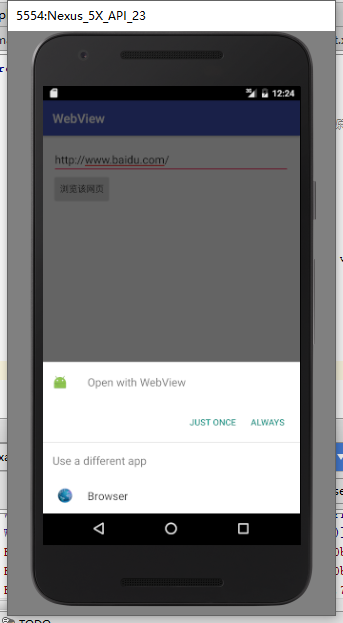 5554:Nexus_5X_API_23
12:24
WebView
http://www.baidu.com/
浏览该网页
Open with WebView
JUST ONCE ALWAYS
Use a different app
Browser
TODO